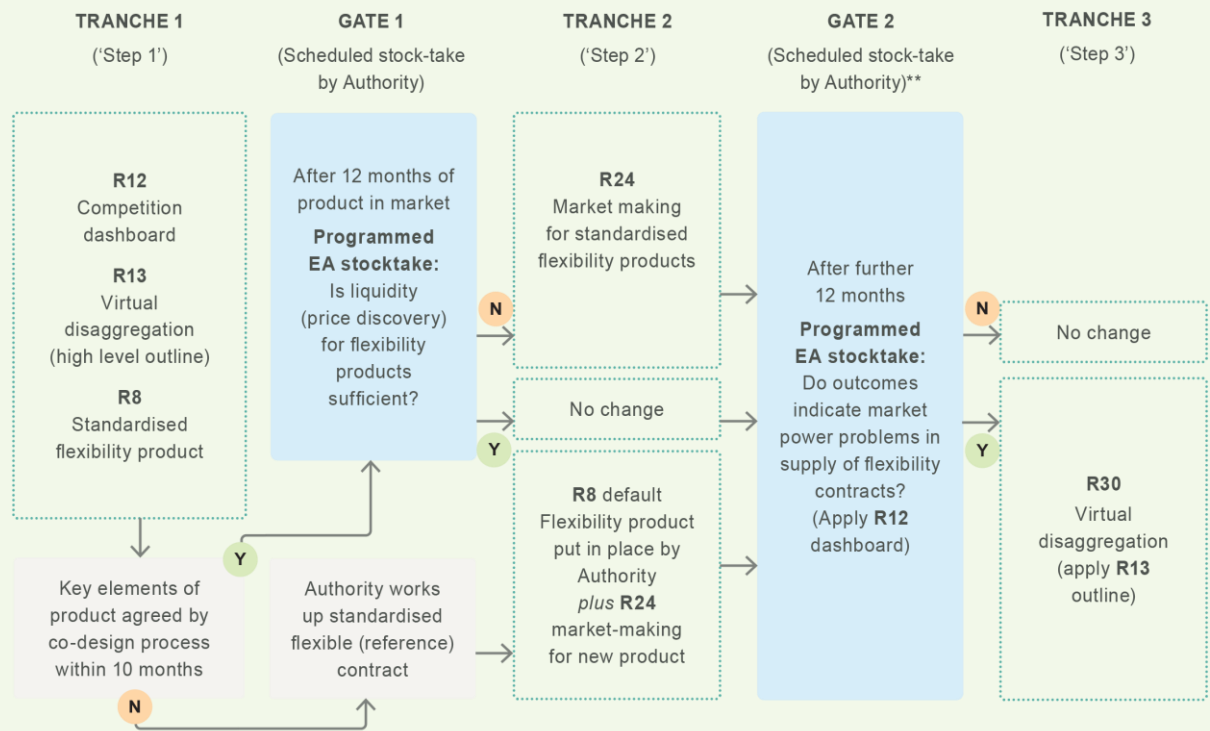 TRANCHE 1
(‘Step 1’)
R12
Competition
dashboard
R13
Virtual
disaggregation
(high level outline)
R8
Standardised
flexibility product
Key elements of
product agreed by
co-design process
within 10 months
Y
N
GATE 1
(Scheduled stock-take
by Authority)
After 12 months of
product in market
Programmed
EA stocktake:
Is liquidity
(price discovery)
for flexibility
products
sufficient?
N
Y
Authority works
up standardised
flexible (reference)
contract
TRANCHE 2
(‘Step 2’)
R24
Market making
for standardised
flexibility products
No change
R8 default
Flexibility product
put in place by
Authority
plus R24
market-making
for new product
GATE 2
(Scheduled stock-take
by Authority)**
After further
12 months
Programmed
EA stocktake:
Do outcomes
indicate market
power problems in
supply of flexibility
contracts?
(Apply R12
dashboard)
N
Y
TRANCHE 3
(‘Step 3’)
No change
R30
Virtual
disaggregation
(apply R13
outline)